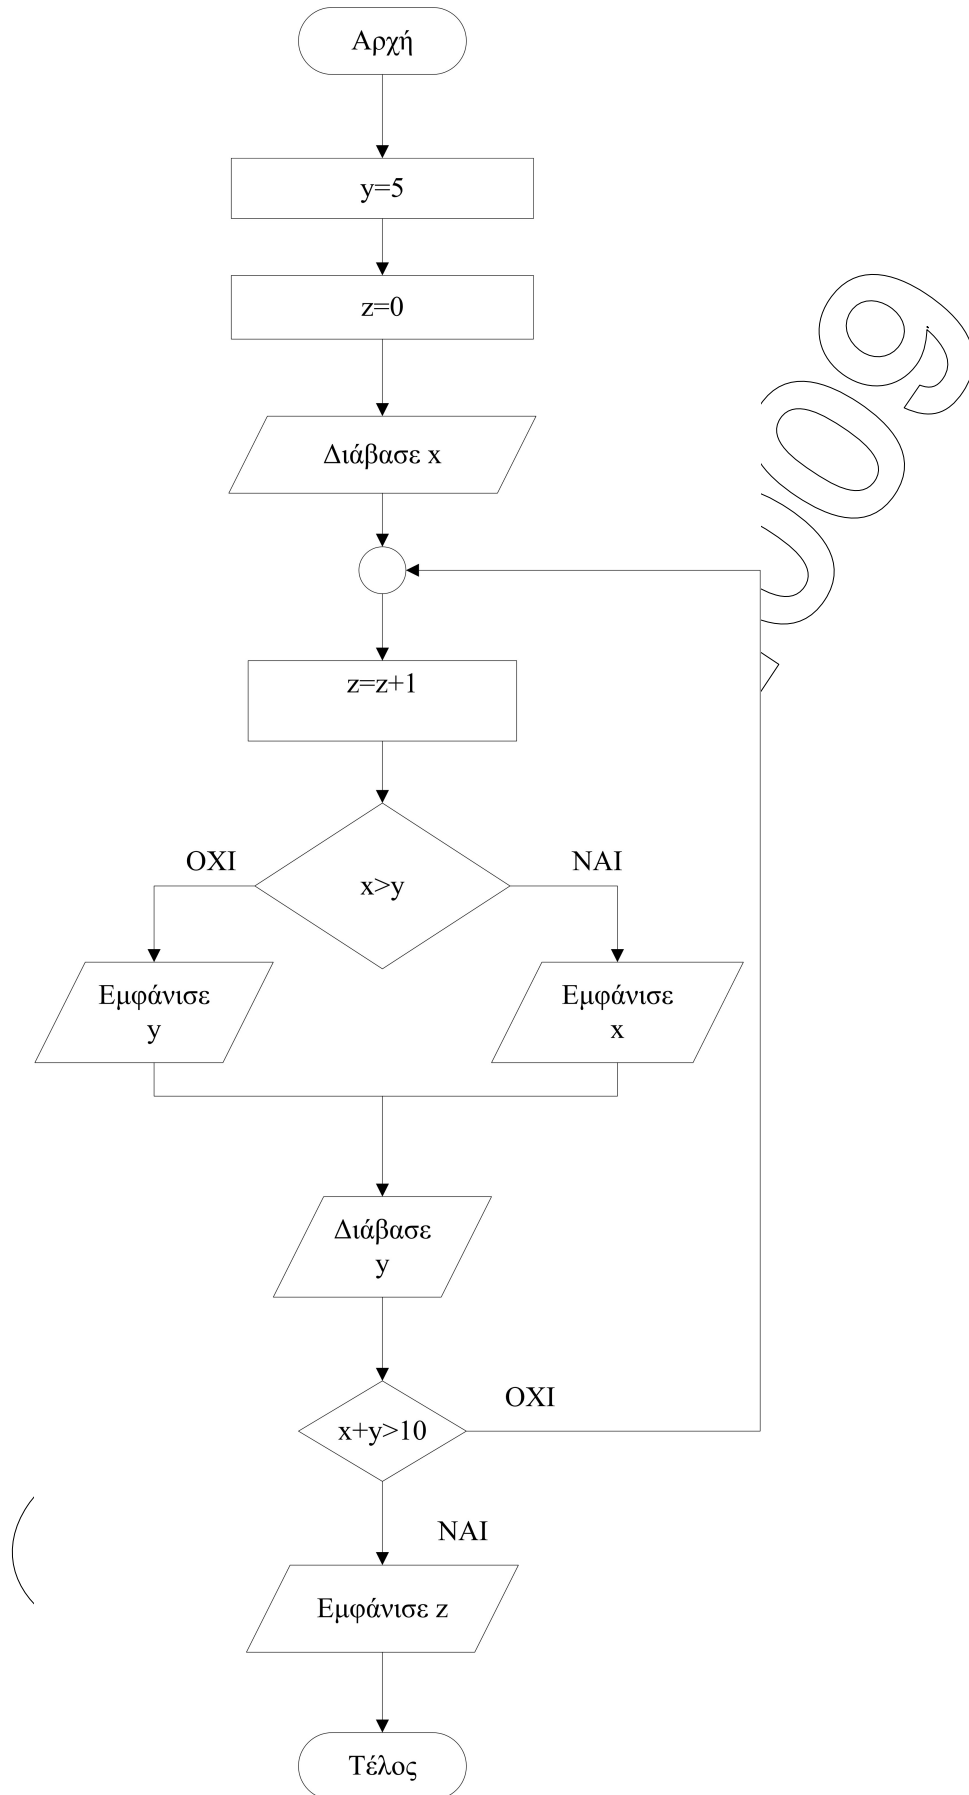 Αρχή
y=5
z=0
Διάβασε x
z=z+1
ΟΧΙ
ΝΑΙ
x>y
Εμφάνισε
y
Εμφάνισε
x
Διάβασε
y
ΟΧΙ
x+y>10
ΝΑΙ
Εμφάνισε z
Τέλος